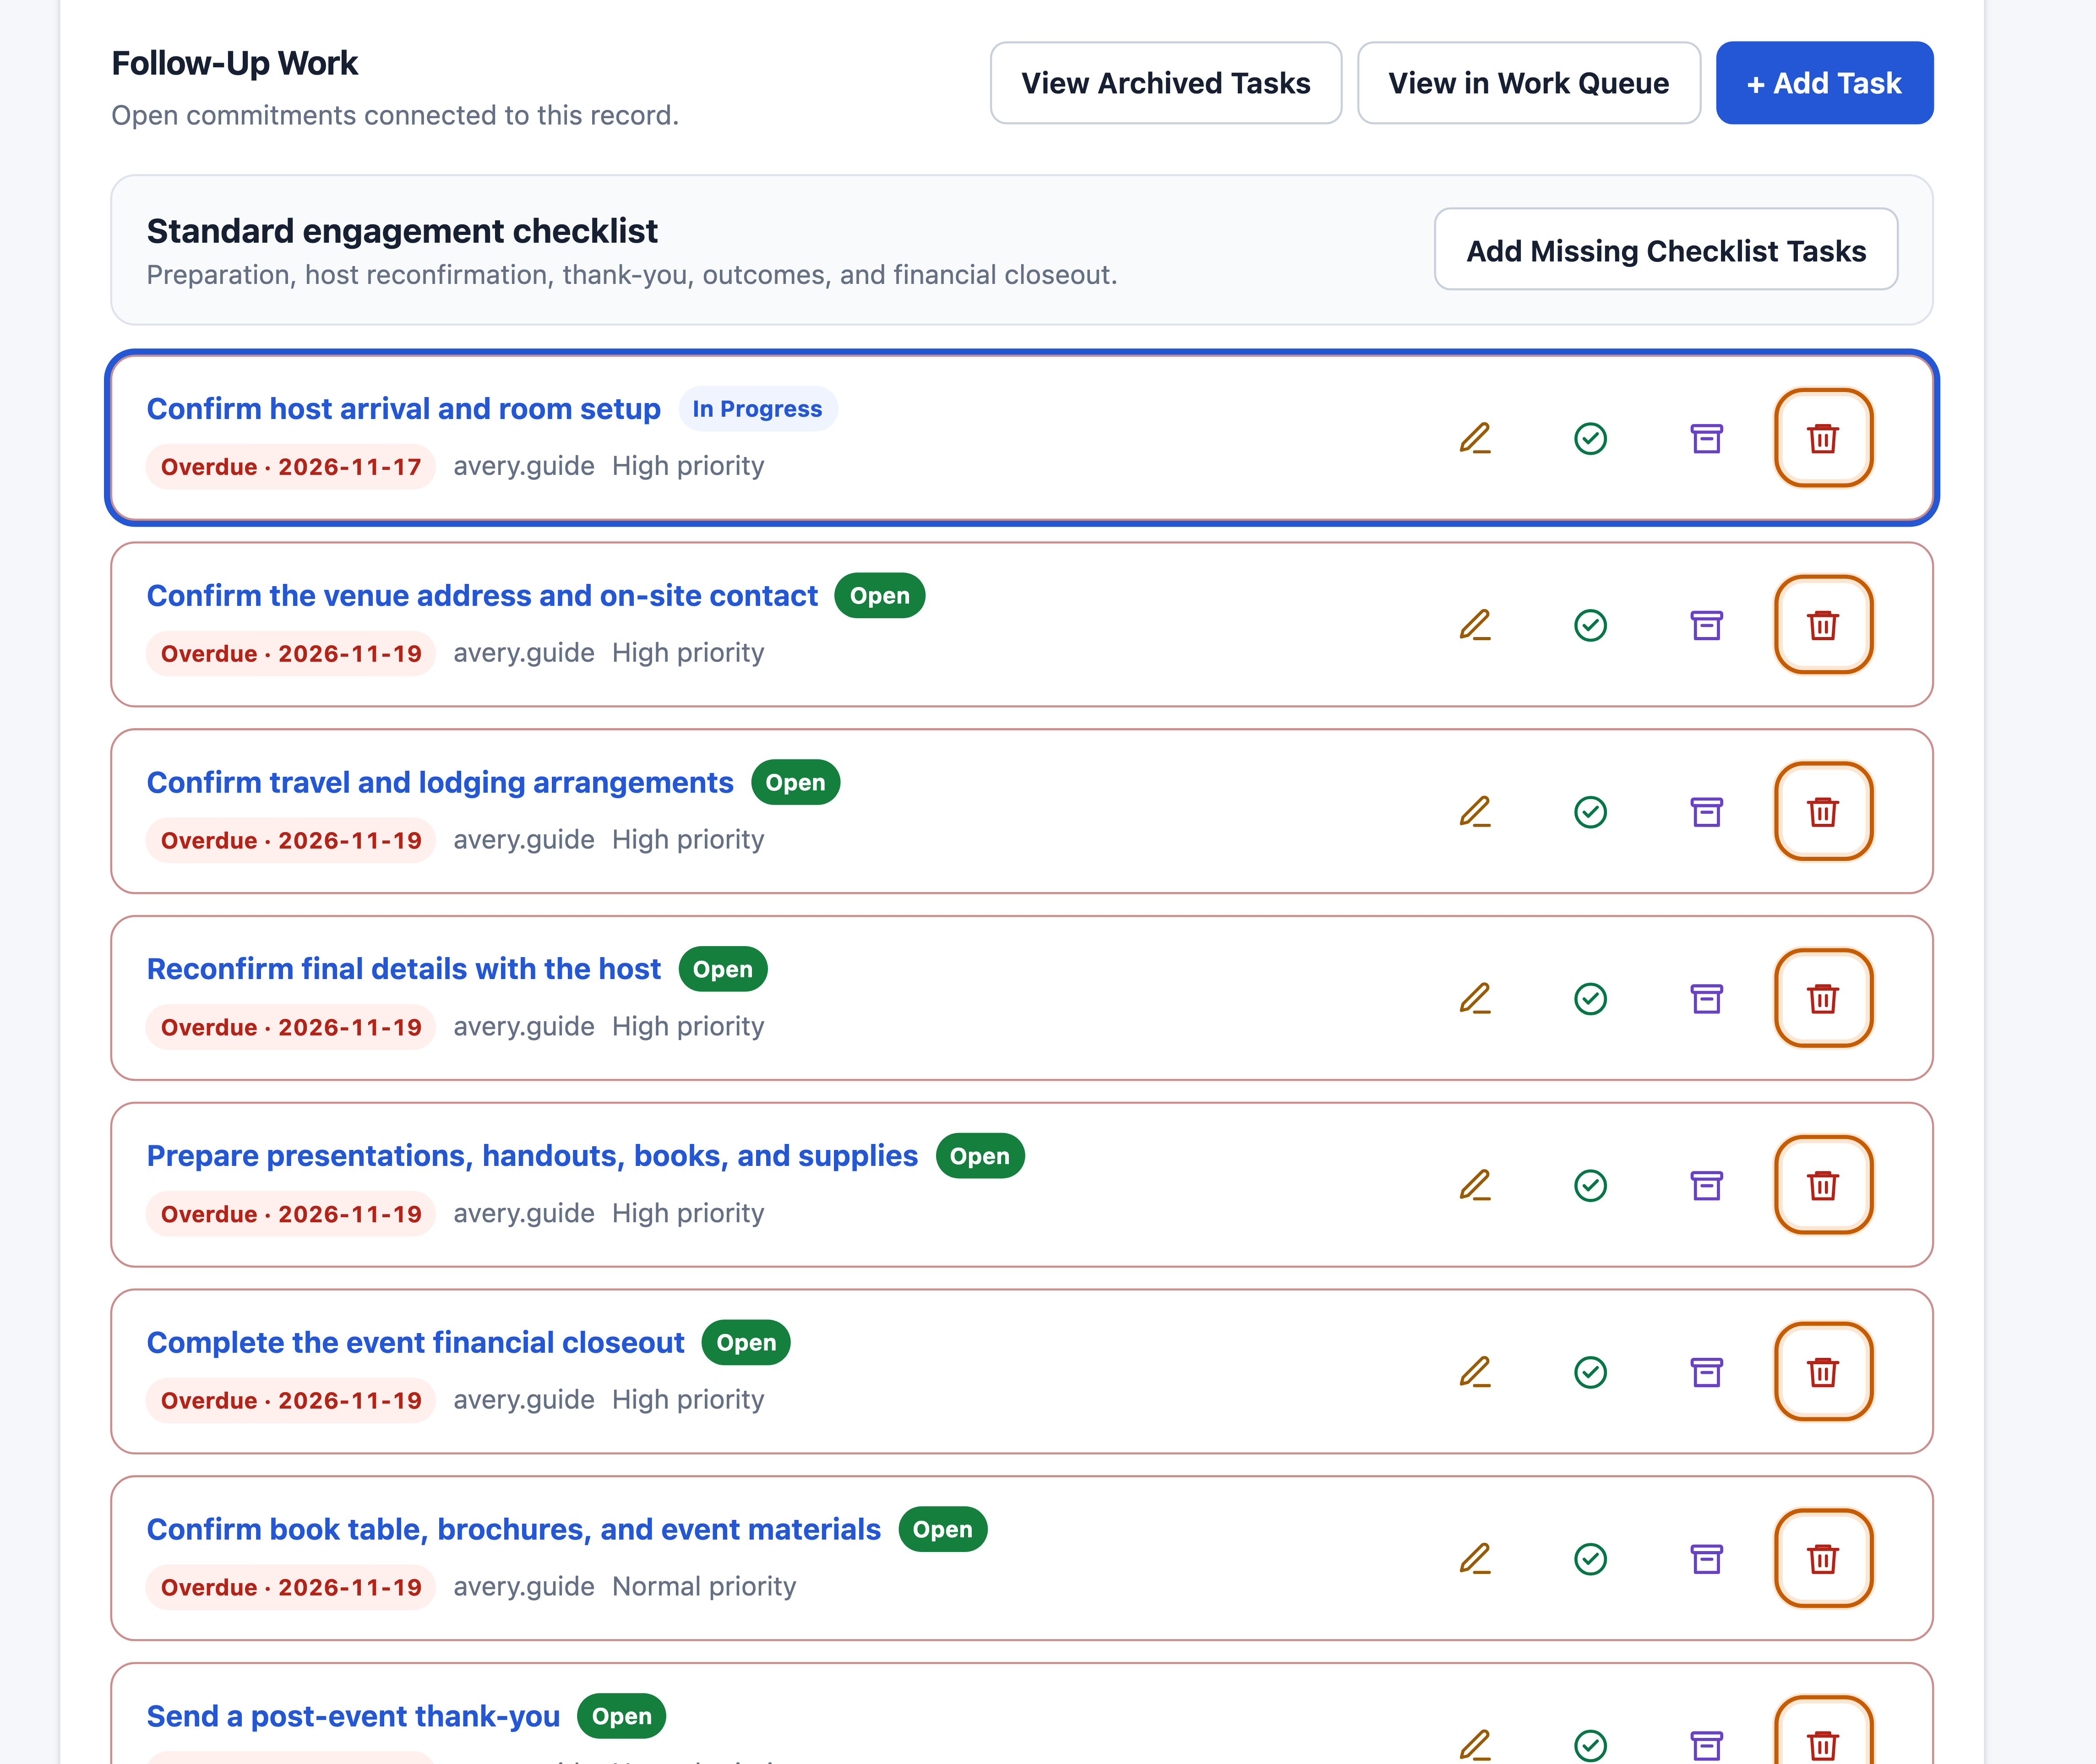 Follow-Up Work
Open commitments connected to this record.
View Archived Tasks
View in Work Queue
+ Add Task
Standard engagement checklist
Preparation, host reconfirmation, thank-you, outcomes, and financial closeout.
Add Missing Checklist Tasks
Confirm host arrival and room setup In Progress
Overdue · 2026-11-17 avery.guide High priority
Confirm the venue address and on-site contact Open
Overdue · 2026-11-19 avery.guide High priority
Confirm travel and lodging arrangements Open
Overdue · 2026-11-19 avery.guide High priority
Reconfirm final details with the host Open
Overdue · 2026-11-19 avery.guide High priority
Prepare presentations, handouts, books, and supplies Open
Overdue · 2026-11-19 avery.guide High priority
Complete the event financial closeout Open
Overdue · 2026-11-19 avery.guide High priority
Confirm book table, brochures, and event materials Open
Overdue · 2026-11-19 avery.guide Normal priority
Send a post-event thank-you Open